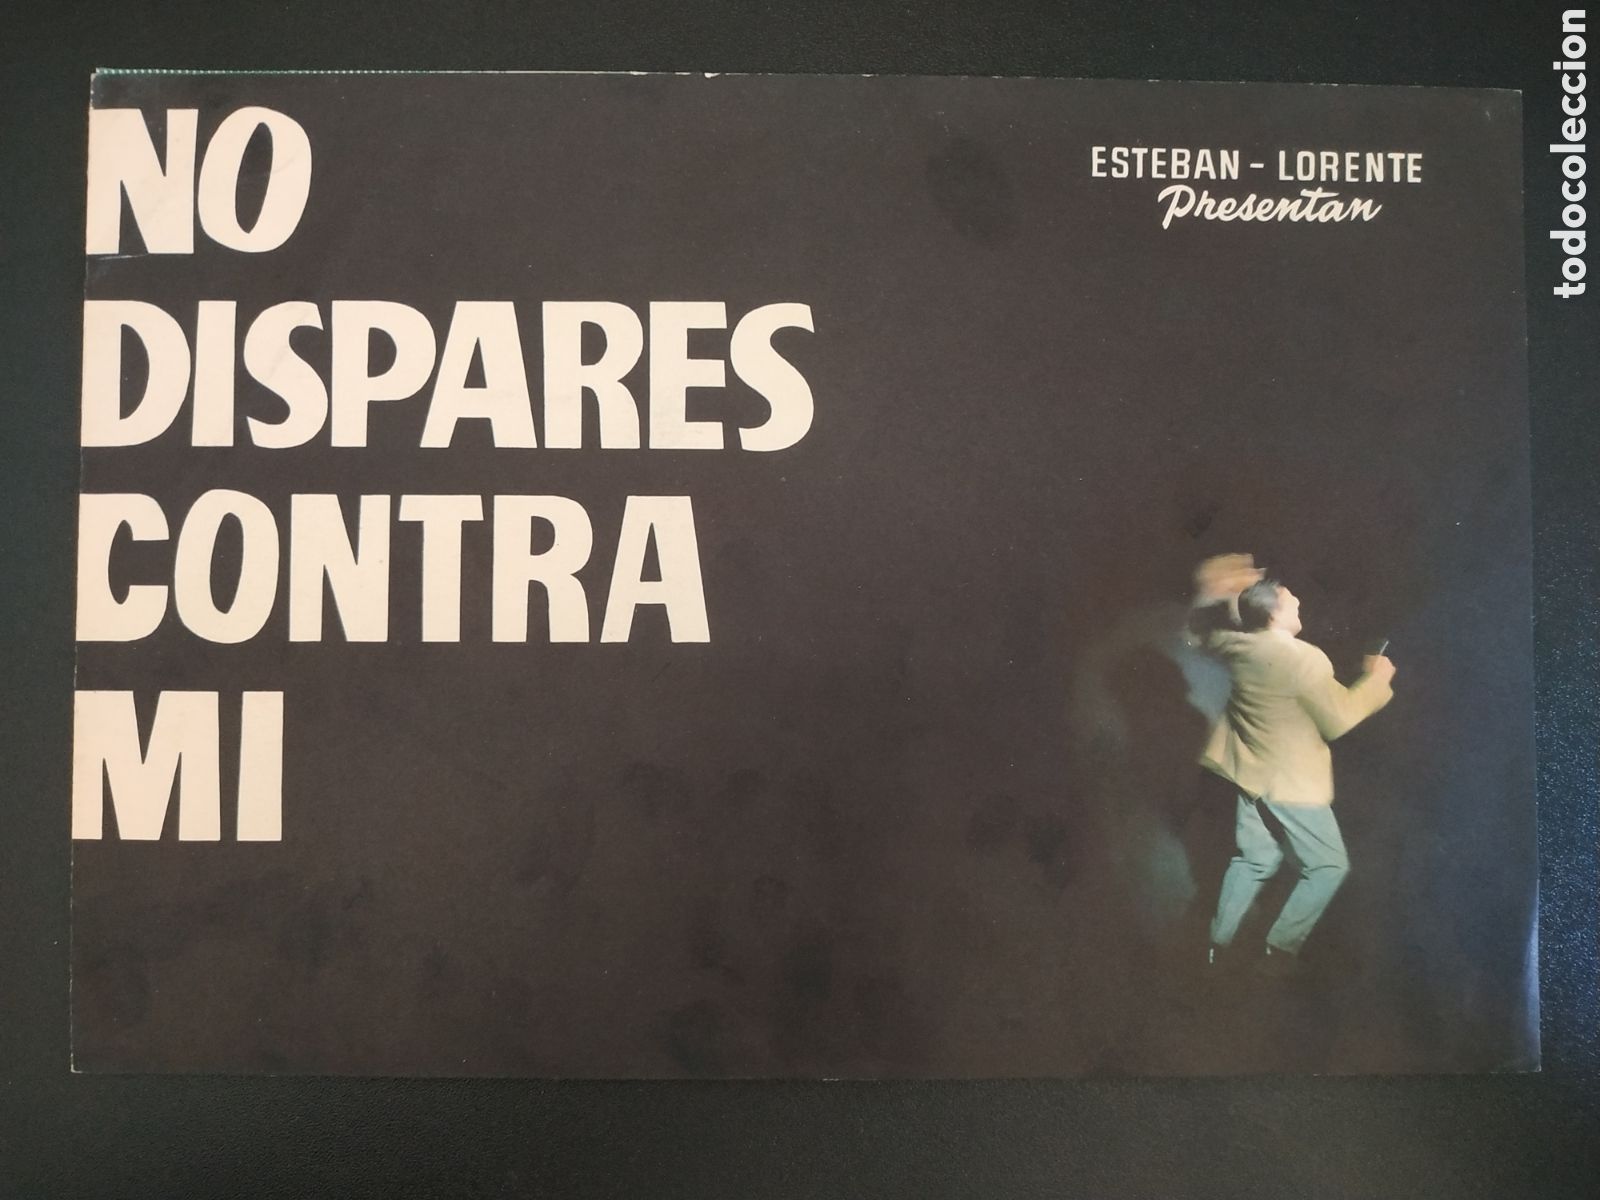 NO
DISPARES
CONTRA
MI
ESTEBAN - LORENTE
Presentan
todocoleccion